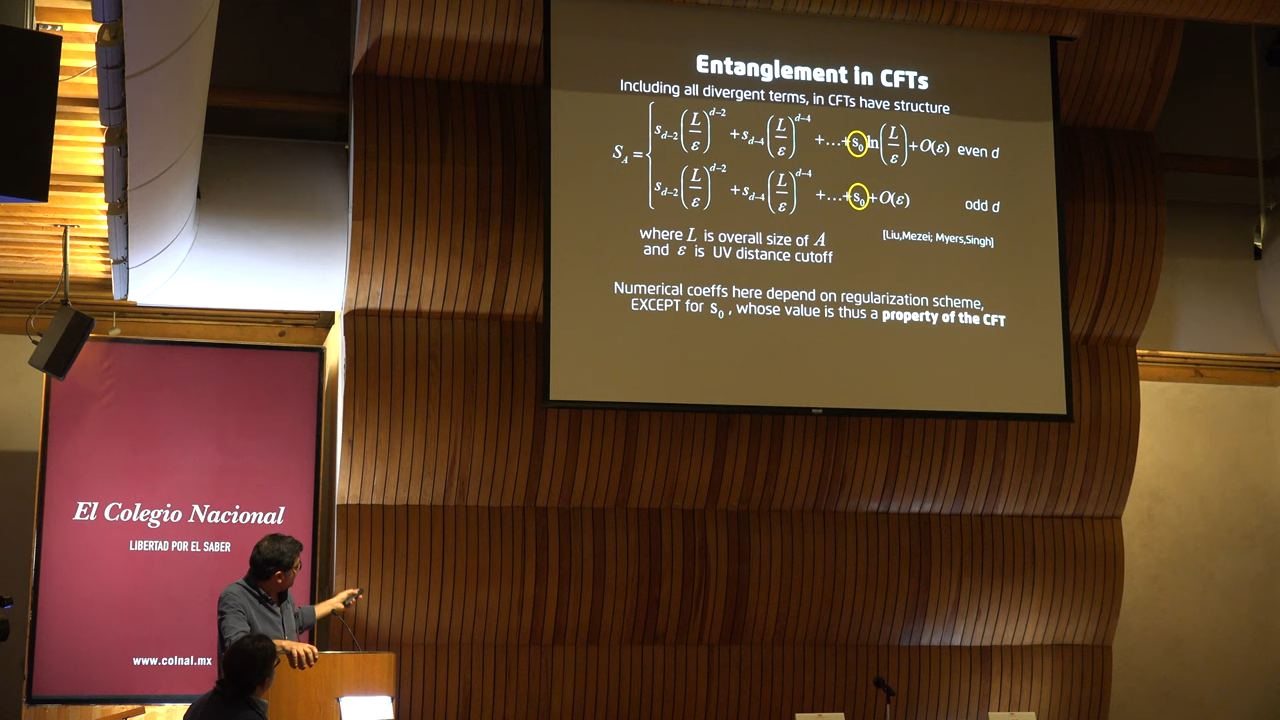 Entanglement in CFTs
Including all divergent terms, in CFTs have structure
S_A = { s_{d-2} (L/ε)^{d-2} + s_{d-4} (L/ε)^{d-4} + ... + s_0 ln(L/ε) + O(ε) even d
s_{d-2} (L/ε)^{d-2} + s_{d-4} (L/ε)^{d-4} + ... + s_0 + O(ε) odd d
where L is overall size of A
and ε is UV distance cutoff
[Liu,Mezei; Myers,Singh]
Numerical coeffs here depend on regularization scheme,
EXCEPT for s_0 , whose value is thus a property of the CFT
El Colegio Nacional
LIBERTAD POR EL SABER
www.colnal.mx